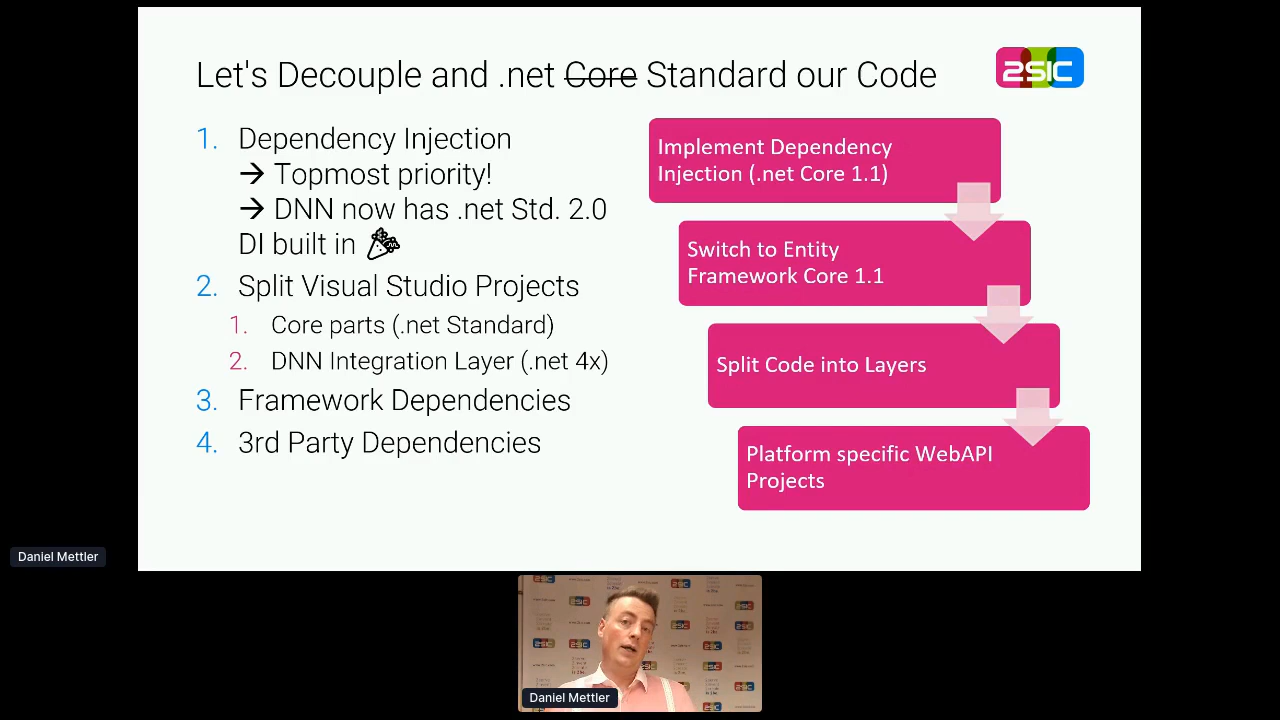 Let's Decouple and .net Core Standard our Code
2SIC
1. Dependency Injection
→ Topmost priority!
→ DNN now has .net Std. 2.0
DI built in
2. Split Visual Studio Projects
1. Core parts (.net Standard)
2. DNN Integration Layer (.net 4x)
3. Framework Dependencies
4. 3rd Party Dependencies
Implement Dependency
Injection (.net Core 1.1)
Switch to Entity
Framework Core 1.1
Split Code into Layers
Platform specific WebAPI
Projects
Daniel Mettler
Daniel Mettler